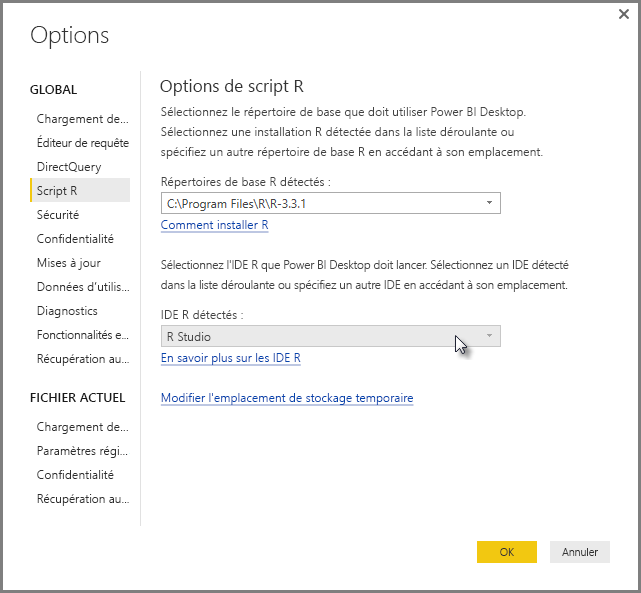 Options
GLOBAL
Chargement de...
Éditeur de requête
DirectQuery
Script R
Sécurité
Confidentialité
Mises à jour
Données d'utilis...
Diagnostics
Fonctionnalités e...
Récupération au...
FICHIER ACTUEL
Chargement de...
Paramètres régi...
Confidentialité
Récupération au...
Options de script R
Sélectionnez le répertoire de base que doit utiliser Power BI Desktop.
Sélectionnez une installation R détectée dans la liste déroulante ou
spécifiez un autre répertoire de base R en accédant à son emplacement.
Répertoires de base R détectés :
C:\Program Files\R\R-3.3.1
Comment installer R
Sélectionnez l'IDE R que Power BI Desktop doit lancer. Sélectionnez un IDE détecté
dans la liste déroulante ou spécifiez un autre IDE en accédant à son emplacement.
IDE R détectés :
R Studio
En savoir plus sur les IDE R
Modifier l'emplacement de stockage temporaire
OK
Annuler